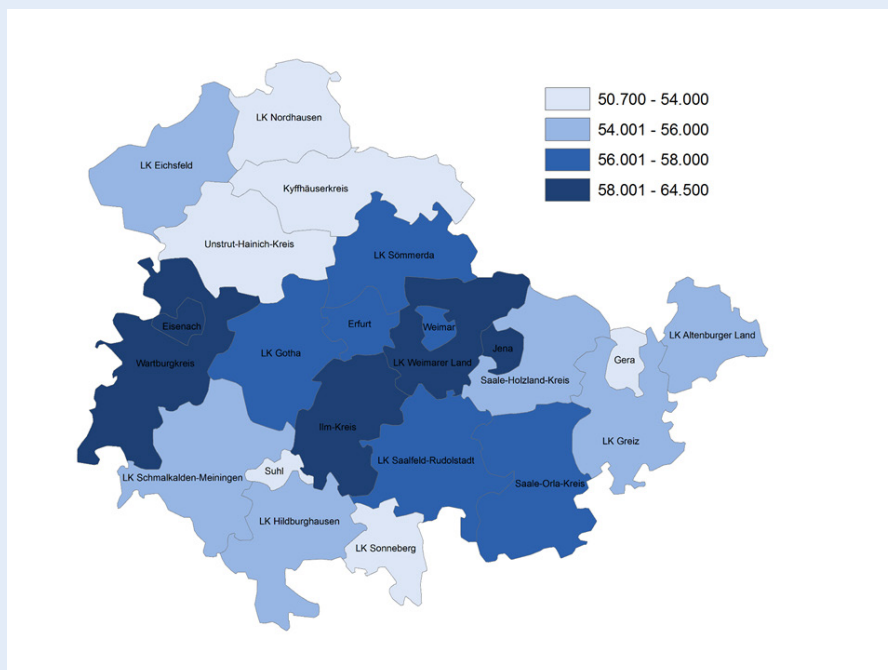 50.700 - 54.000
54.001 - 56.000
56.001 - 58.000
58.001 - 64.500
LK Nordhausen
LK Eichsfeld
Kyffhäuserkreis
Unstrut-Hainich-Kreis
LK Sömmerda
Eisenach
Erfurt
Weimar
LK Altenburger Land
Wartburgkreis
LK Gotha
LK Weimarer Land
Jena
Gera
Saale-Holzland-Kreis
Ilm-Kreis
LK Greiz
LK Saalfeld-Rudolstadt
Suhl
LK Schmalkalden-Meiningen
Saale-Orla-Kreis
LK Hildburghausen
LK Sonneberg